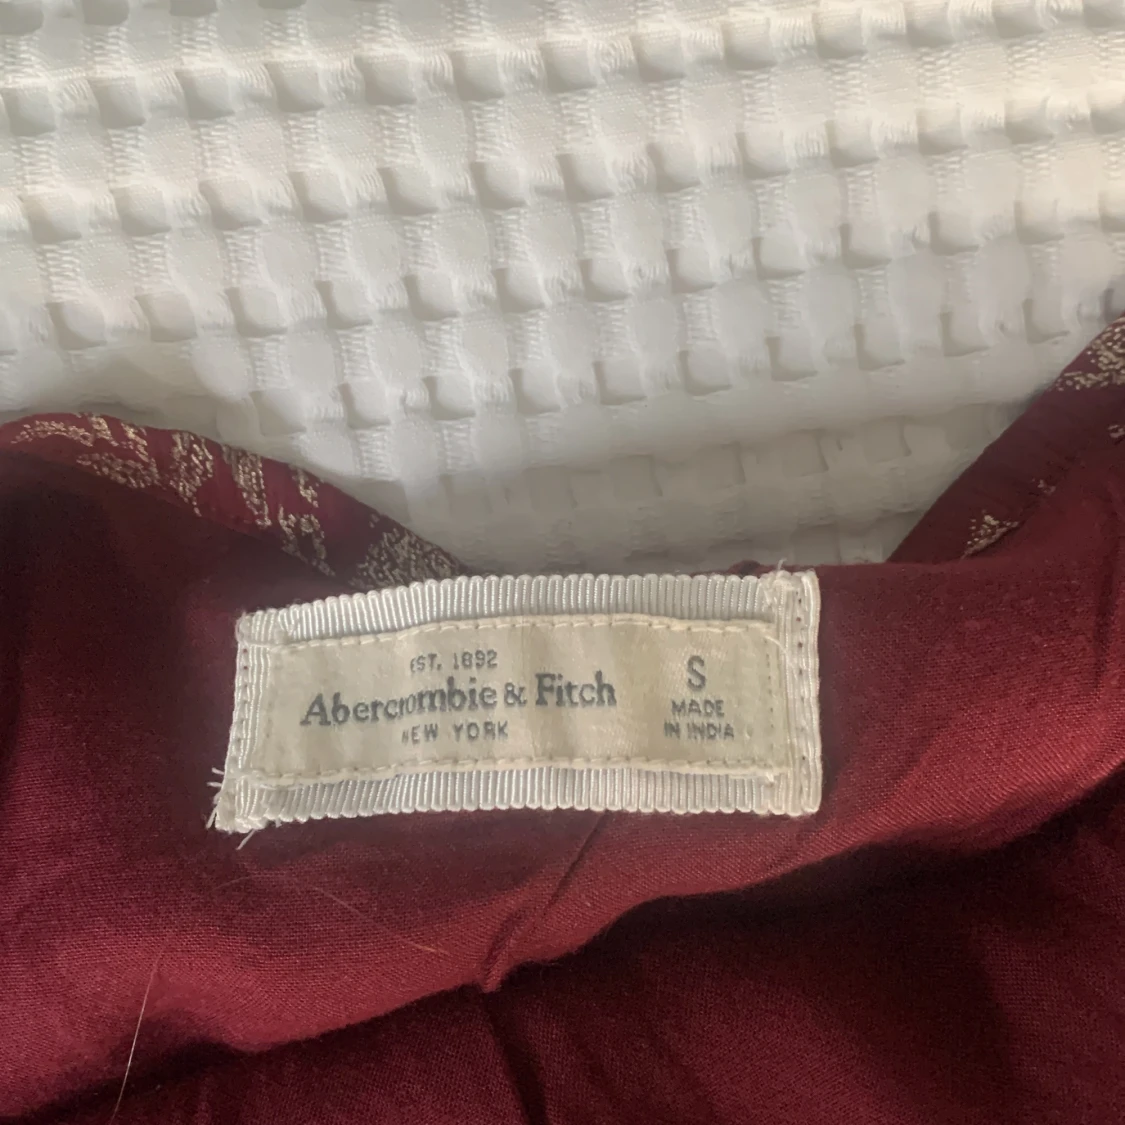 EST. 1892
Abercrombie & Fitch
NEW YORK
S
MADE
IN INDIA